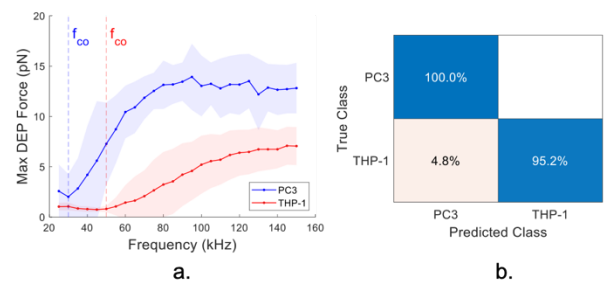 fco
fco
Max DEP Force (pN)
20
15
10
5
0
20
40
60
80
100
120
140
160
Frequency (kHz)
PC3
THP-1
a.
True Class
PC3
THP-1
100.0%
4.8%
95.2%
PC3
THP-1
Predicted Class
b.